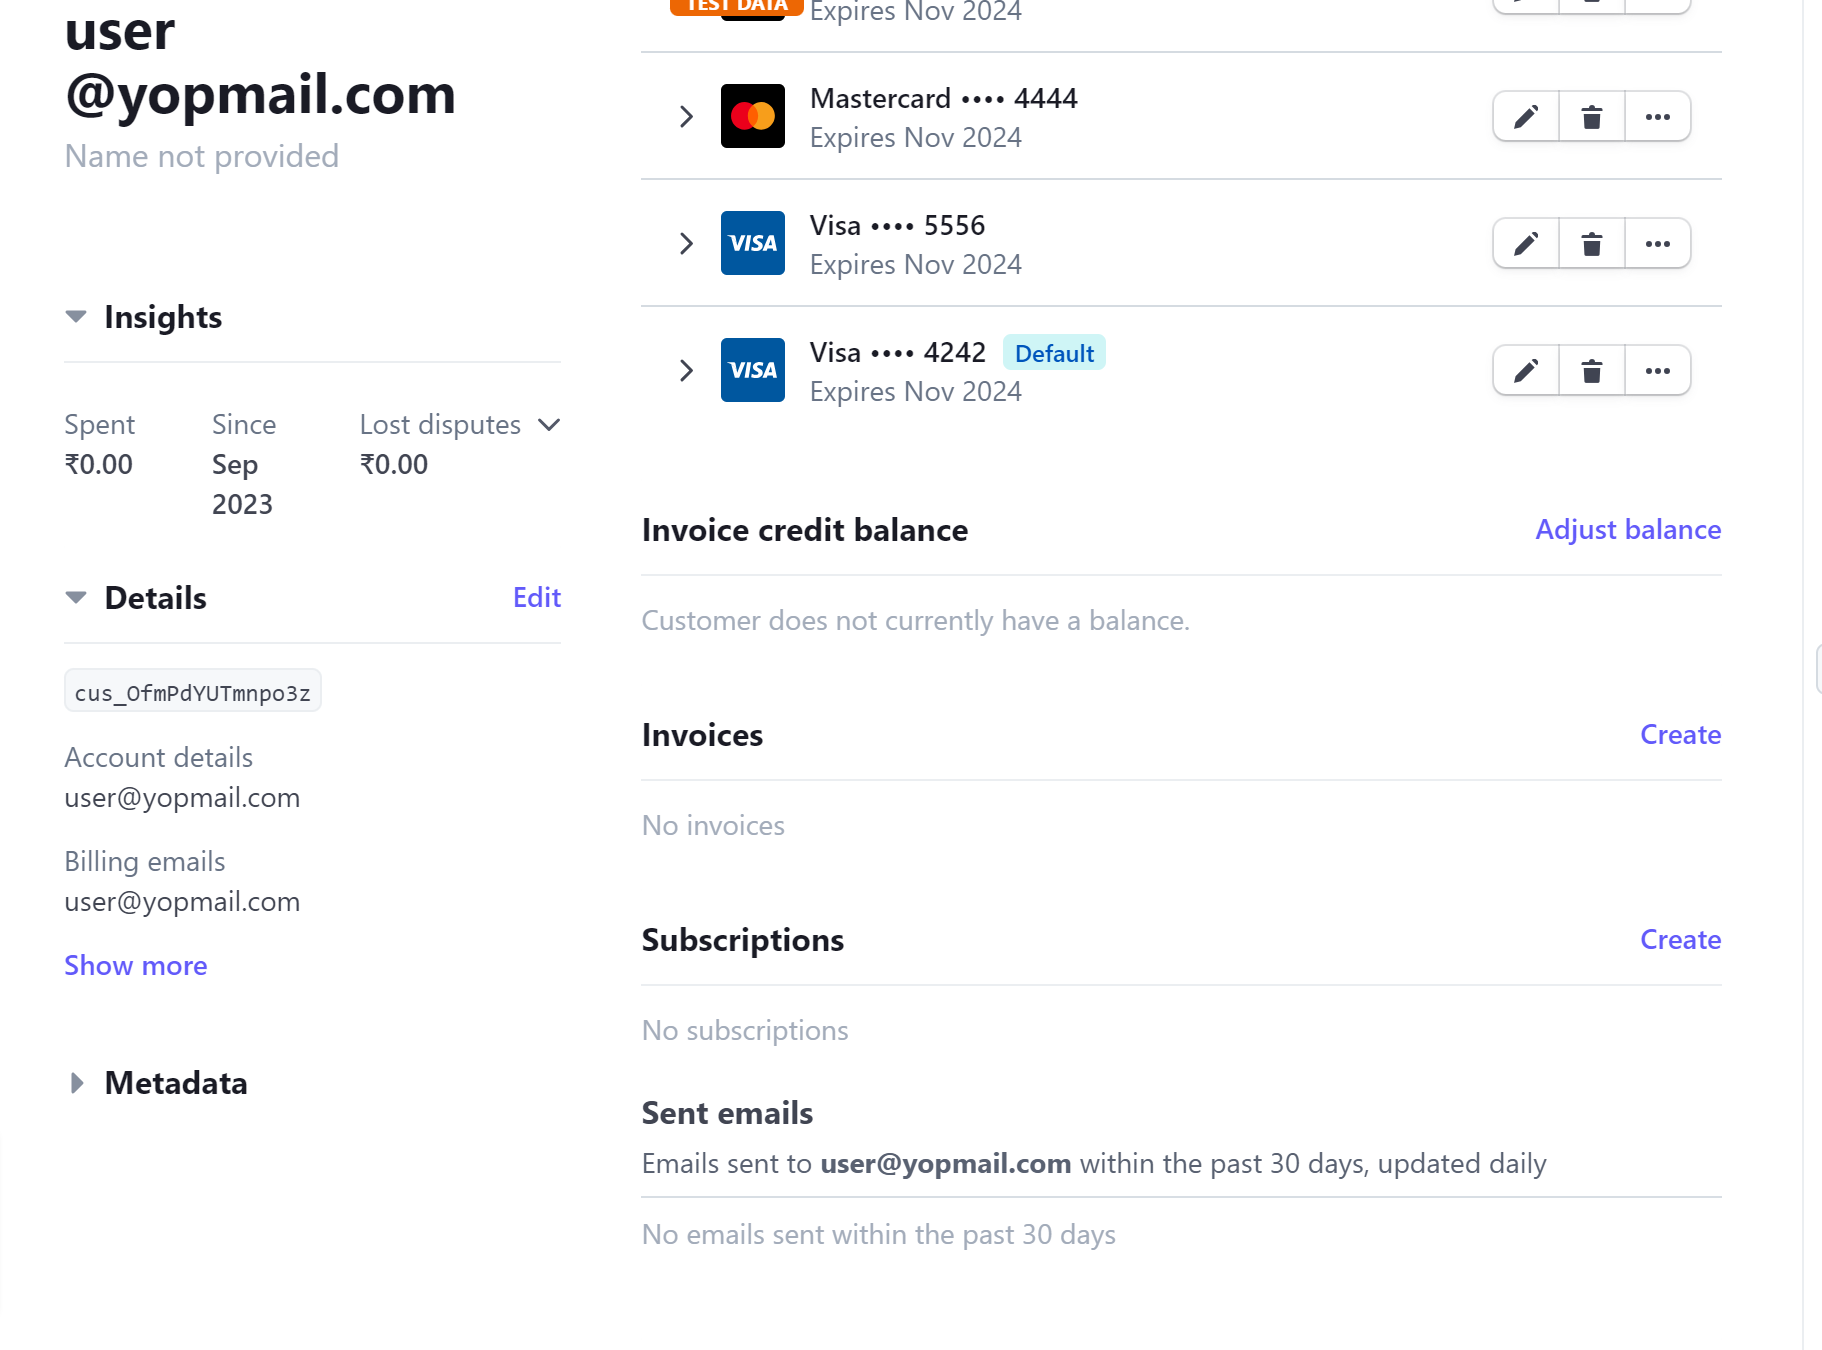 user
@yopmail.com
Name not provided
Insights
Spent
₹0.00
Since
Sep
2023
Lost disputes
₹0.00
Details
Edit
cus_OfmPdYUTmnpo3z
Account details
user@yopmail.com
Billing emails
user@yopmail.com
Show more
Metadata
TEST DATA
Expires Nov 2024
Mastercard •••• 4444
Expires Nov 2024
VISA
Visa •••• 5556
Expires Nov 2024
VISA
Visa •••• 4242 Default
Expires Nov 2024
Invoice credit balance
Adjust balance
Customer does not currently have a balance.
Invoices
Create
No invoices
Subscriptions
Create
No subscriptions
Sent emails
Emails sent to user@yopmail.com within the past 30 days, updated daily
No emails sent within the past 30 days